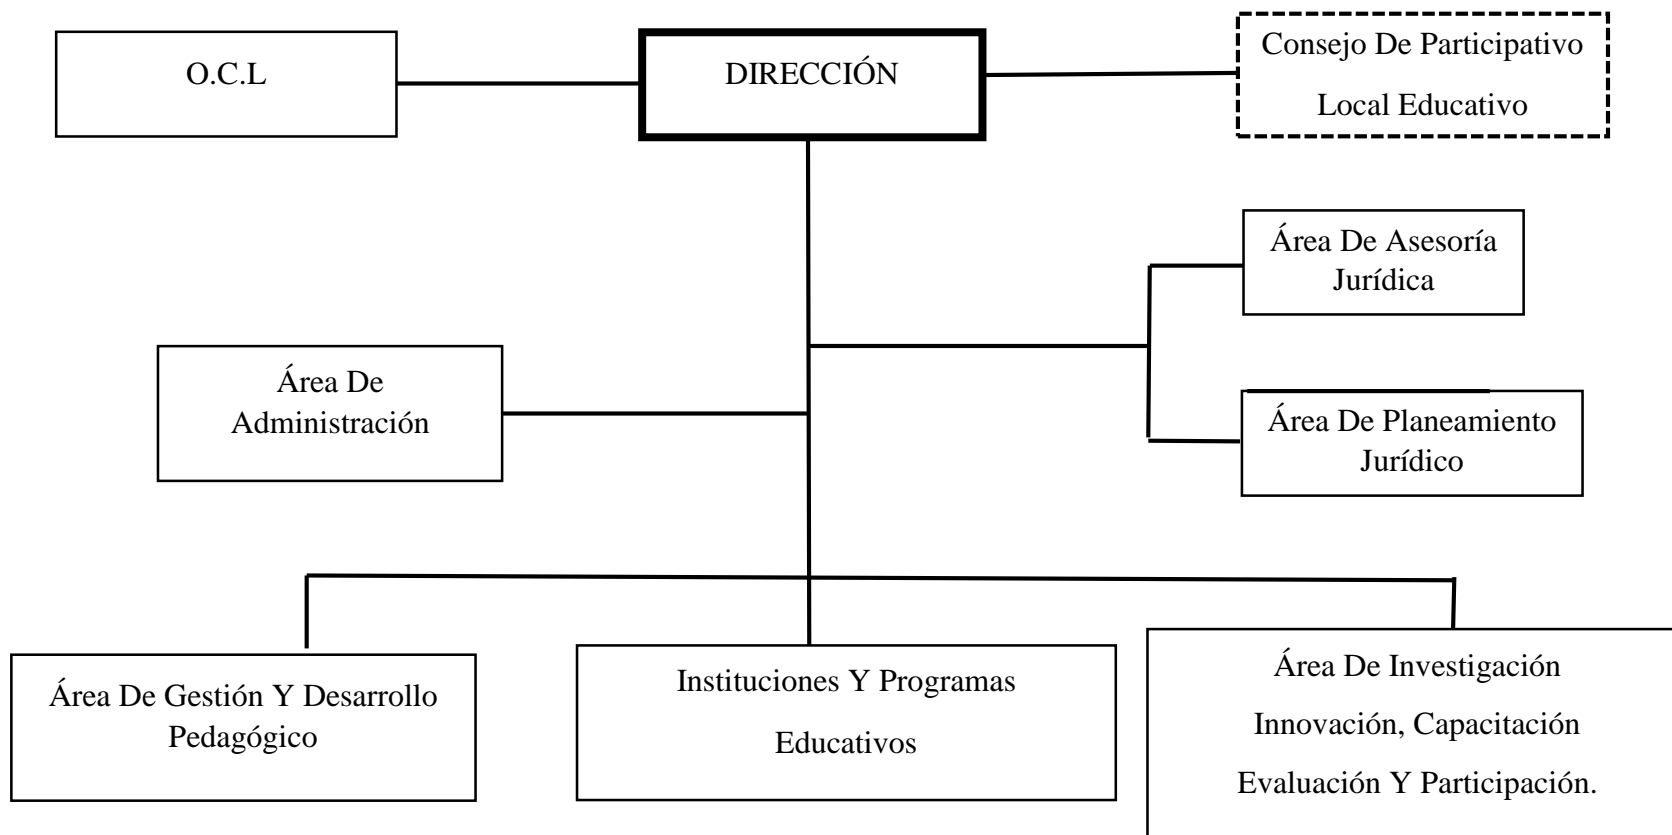 O.C.L
DIRECCIÓN
Consejo De Participativo
Local Educativo
Área De Asesoría
Jurídica
Área De
Administración
Área De Planeamiento
Jurídico
Área De Gestión Y Desarrollo
Pedagógico
Instituciones Y Programas
Educativos
Área De Investigación
Innovación, Capacitación
Evaluación Y Participación.